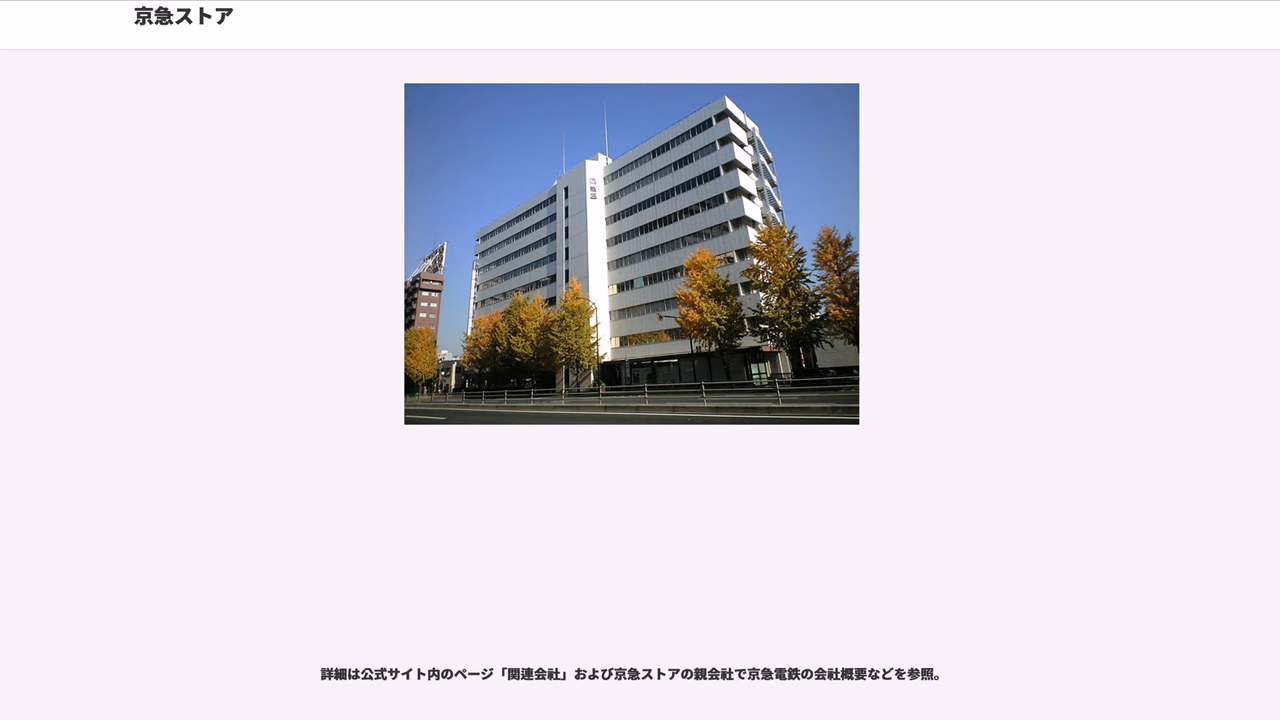 京急ストア
詳細は公式サイト内のページ「関連会社」および京急ストアの親会社で京急電鉄の会社概要などを参照。